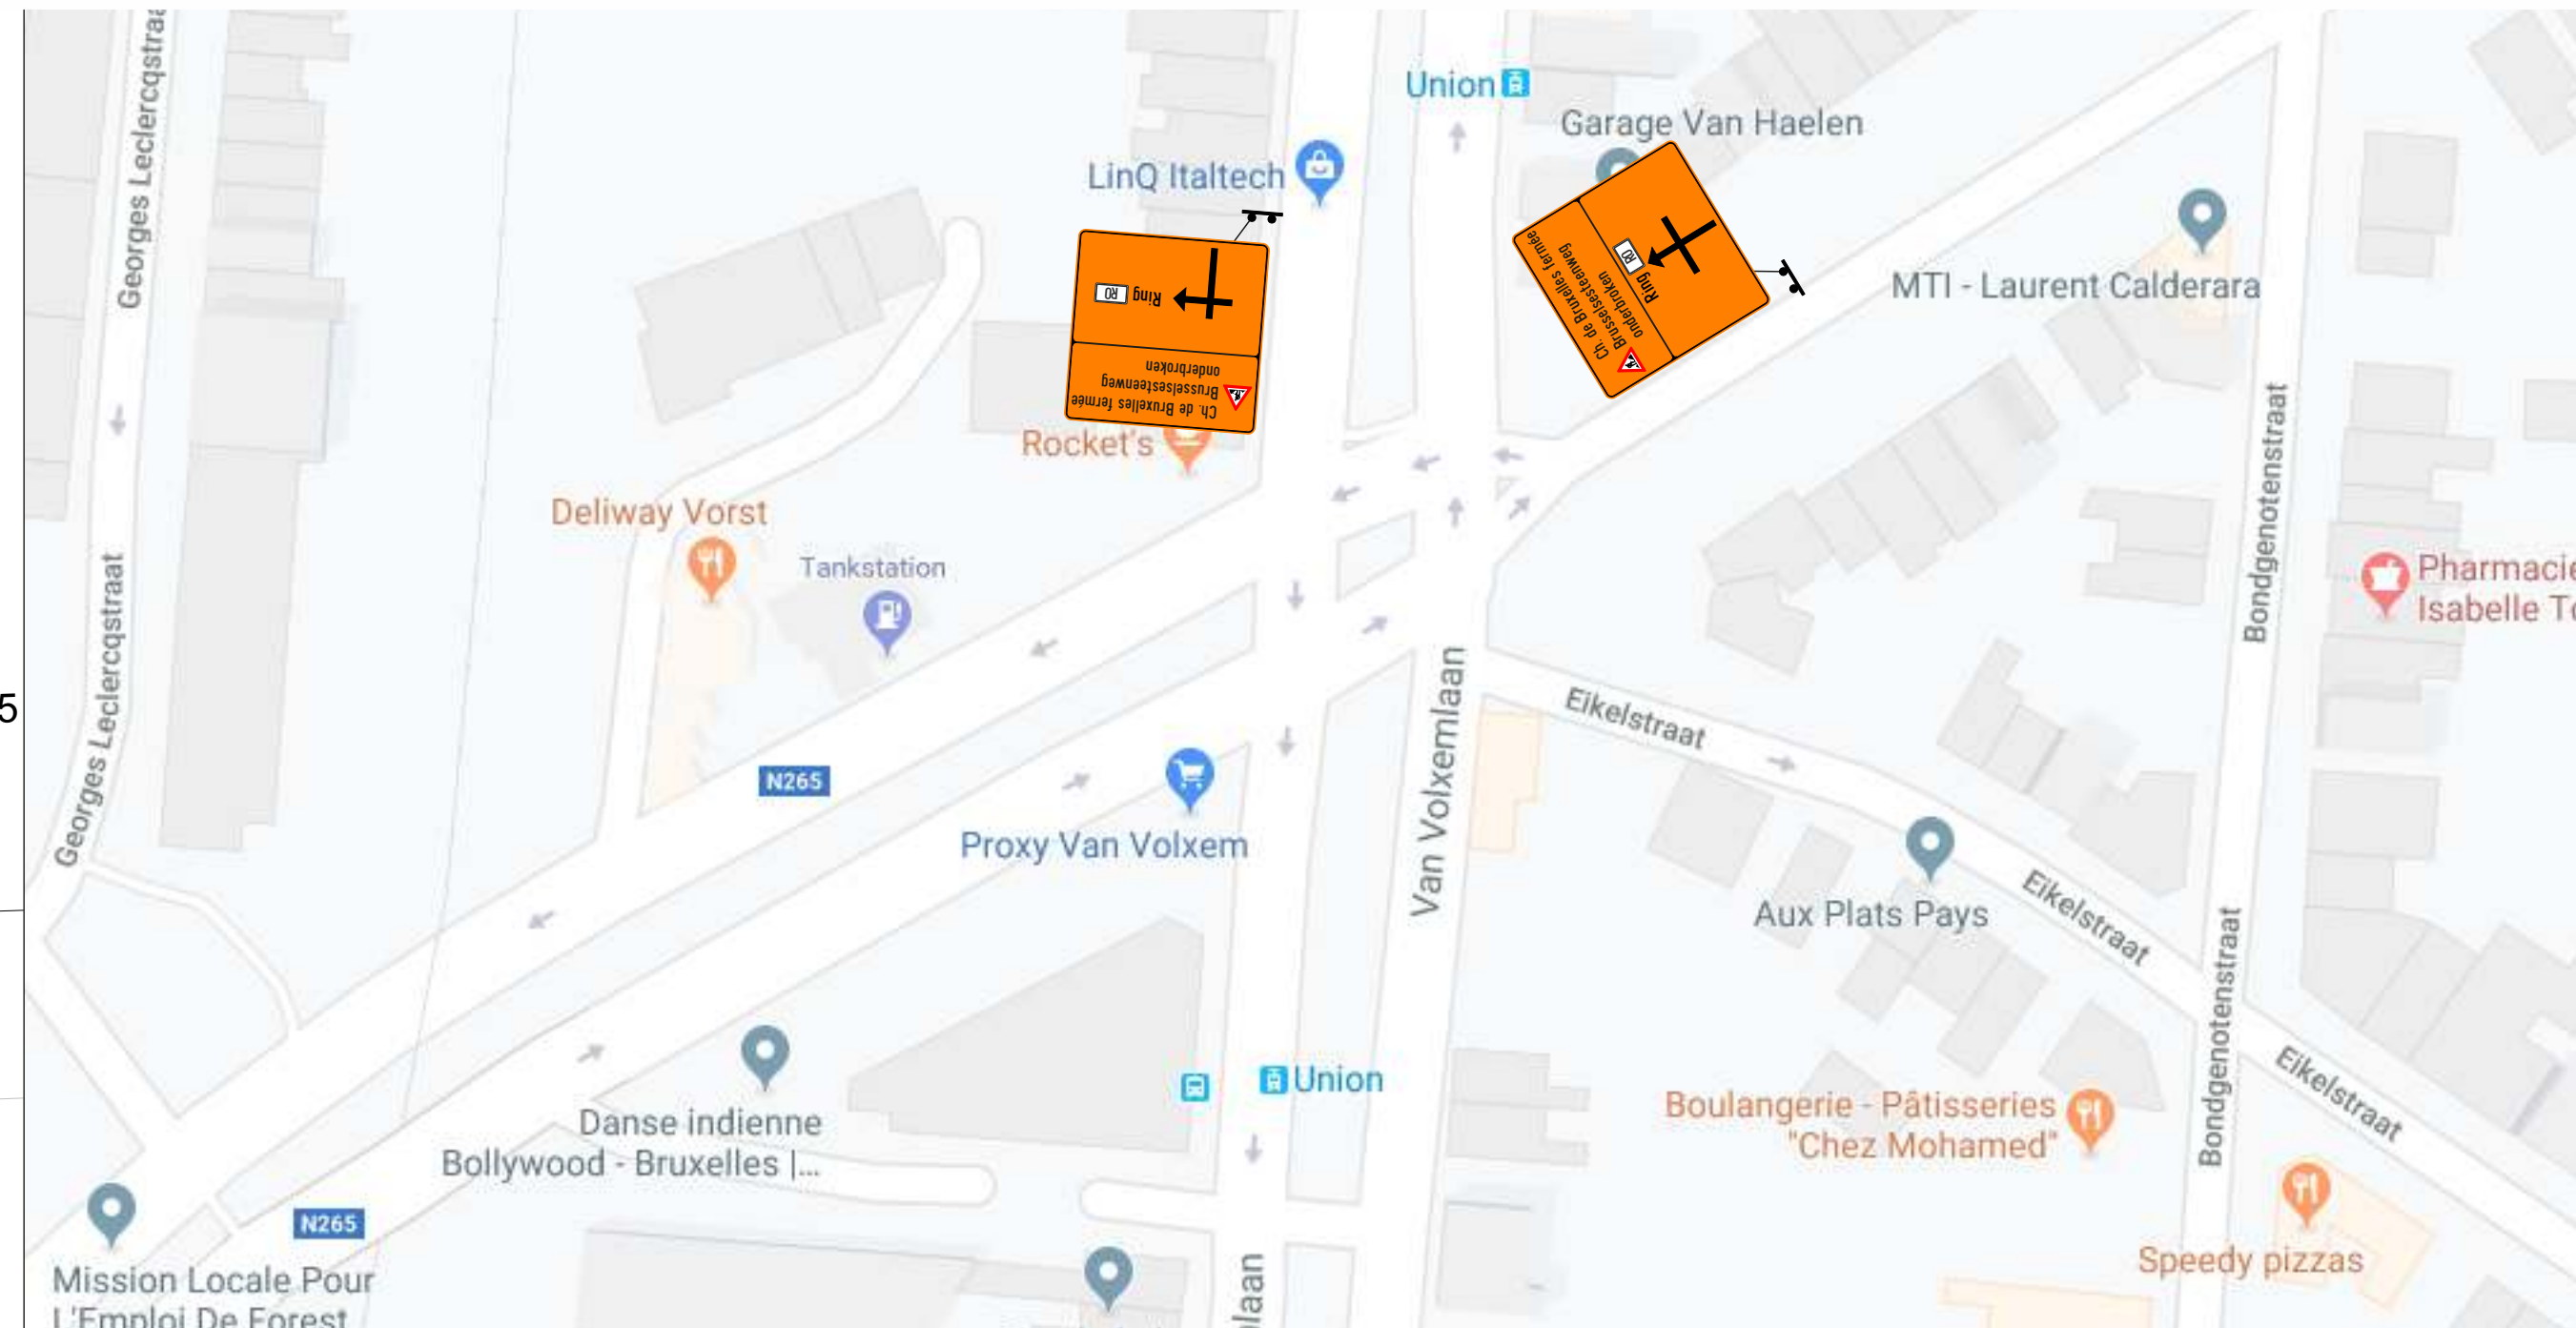 Georges Leclercqstraa
Union
Garage Van Haelen
LinQ Italtech
Ch. de Bruxelles fermée
Brusselsesteenweg
onderbroken
Ring
R0
MTI - Laurent Calderara
Ch. de Bruxelles fermée
Brusselsesteenweg
onderbroken
Ring
R0
Rocket's
Deliway Vorst
Tankstation
Bondgenotenstraat
Pharmacie
Isabelle To
Georges Leclercqstraat
5
Van Volxemlaan
Eikelstraat
N265
Proxy Van Volxem
Aux Plats Pays
Eikelstraat
Bondgenotenstraat
Eikelstraat
Union
Danse indienne
Bollywood - Bruxelles |...
Boulangerie - Pâtisseries
"Chez Mohamed"
N265
Speedy pizzas
Mission Locale Pour
L'Emploi De Forest
laan